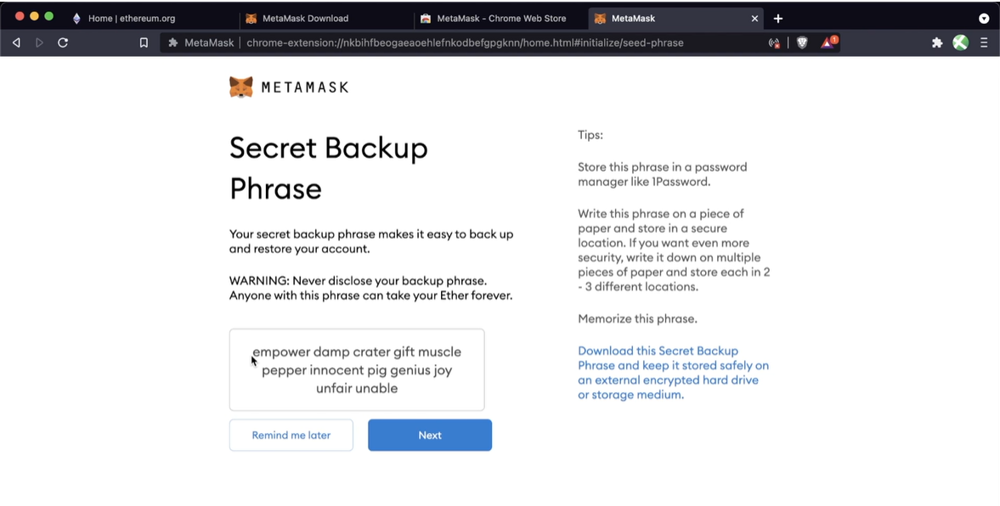 Home | ethereum.org
MetaMask Download
MetaMask - Chrome Web Store
MetaMask
MetaMask | chrome-extension://nkbihfbeogaeaoehlefnkodbefgpgknn/home.html#initialize/seed-phrase
1
METAMASK
Secret Backup
Phrase
Your secret backup phrase makes it easy to back up
and restore your account.
WARNING: Never disclose your backup phrase.
Anyone with this phrase can take your Ether forever.
empower damp crater gift muscle
pepper innocent pig genius joy
unfair unable
Remind me later
Next
Tips:
Store this phrase in a password
manager like 1Password.
Write this phrase on a piece of
paper and store in a secure
location. If you want even more
security, write it down on multiple
pieces of paper and store each in 2
- 3 different locations.
Memorize this phrase.
Download this Secret Backup
Phrase and keep it stored safely on
an external encrypted hard drive
or storage medium.